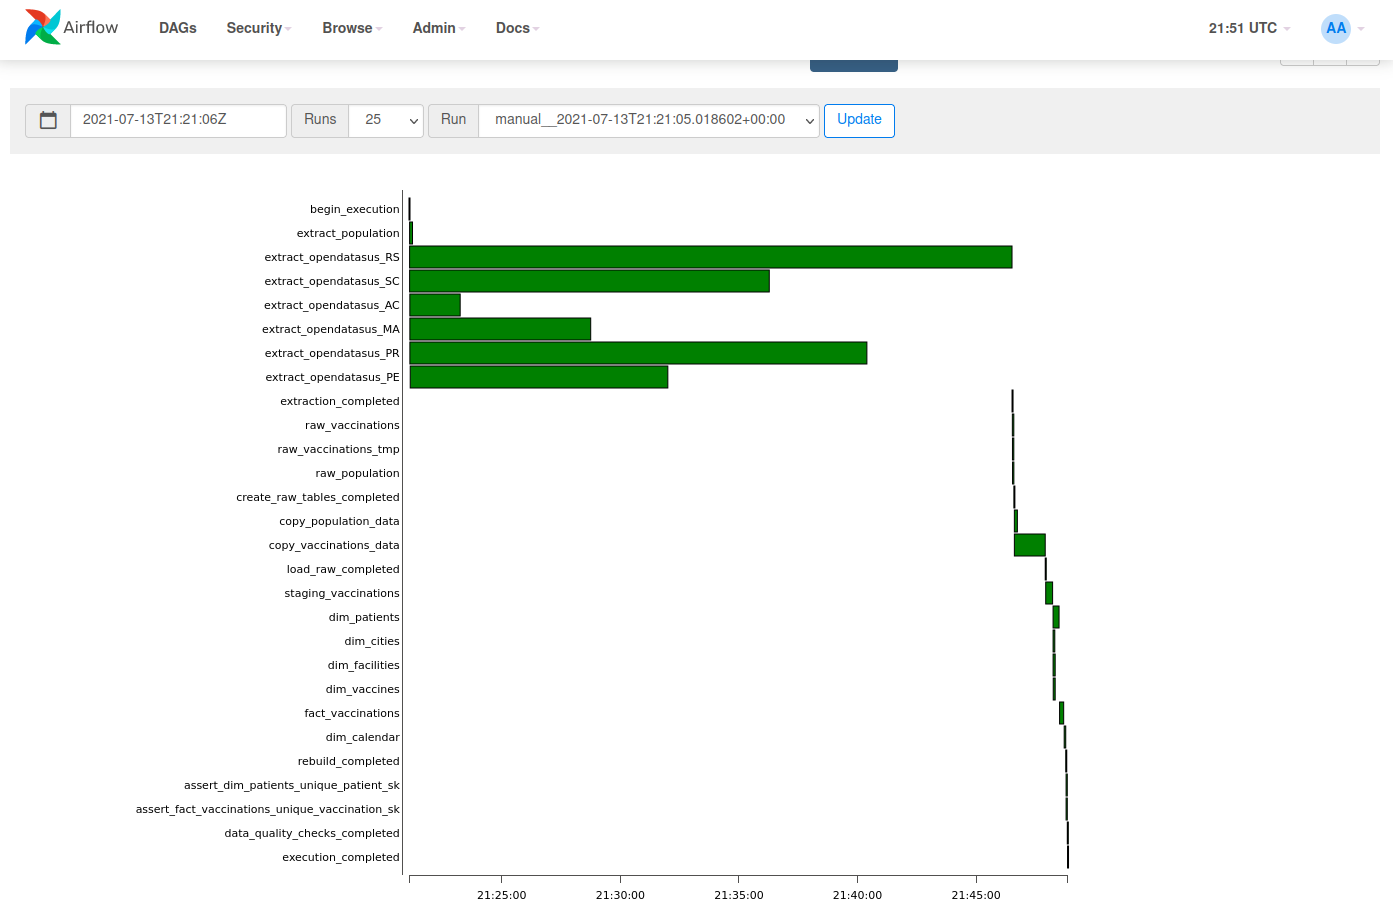 Airflow DAGs Security Browse Admin Docs 21:51 UTC AA
2021-07-13T21:21:06Z Runs 25 Run manual__2021-07-13T21:21:05.018602+00:00 Update
begin_execution
extract_population
extract_opendatasus_RS
extract_opendatasus_SC
extract_opendatasus_AC
extract_opendatasus_MA
extract_opendatasus_PR
extract_opendatasus_PE
extraction_completed
raw_vaccinations
raw_vaccinations_tmp
raw_population
create_raw_tables_completed
copy_population_data
copy_vaccinations_data
load_raw_completed
staging_vaccinations
dim_patients
dim_cities
dim_facilities
dim_vaccines
fact_vaccinations
dim_calendar
rebuild_completed
assert_dim_patients_unique_patient_sk
assert_fact_vaccinations_unique_vaccination_sk
data_quality_checks_completed
execution_completed
21:25:00 21:30:00 21:35:00 21:40:00 21:45:00